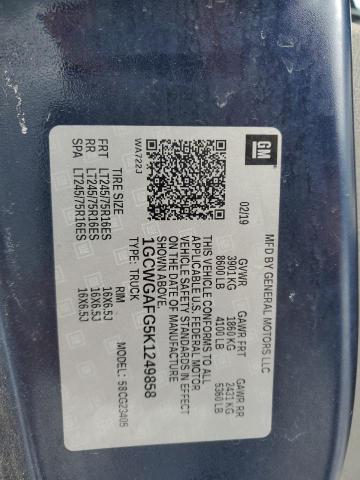 GM
MFD BY GENERAL MOTORS LLC
02/19 GVWR GAWR FRT GAWR RR
3901 KG 1860 KG 2431 KG
8600 LB 4100 LB 5360 LB
THIS VEHICLE CONFORMS TO ALL
APPLICABLE U.S. FEDERAL MOTOR
VEHICLE SAFETY STANDARDS IN EFFECT
ON THE DATE OF MANUFACTURE
SHOWN ABOVE.
1GCWGAFG5K1249858
TYPE: TRUCK
MODEL: 58CG23405
WA722J
TIRE SIZE RIM
FRT LT245/75R16ES 16X6.5J
RR LT245/75R16ES 16X6.5J
SPA LT245/75R16ES 16X6.5J